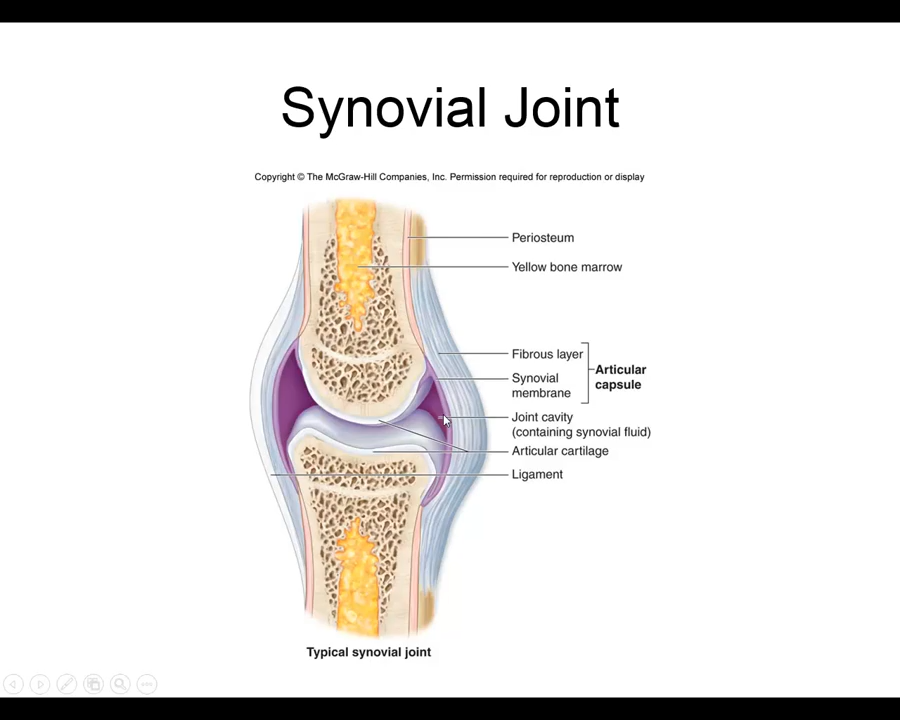 Synovial Joint
Copyright © The McGraw-Hill Companies, Inc. Permission required for reproduction or display
Periosteum
Yellow bone marrow
Fibrous layer
Synovial
membrane
Articular
capsule
Joint cavity
(containing synovial fluid)
Articular cartilage
Ligament
Typical synovial joint